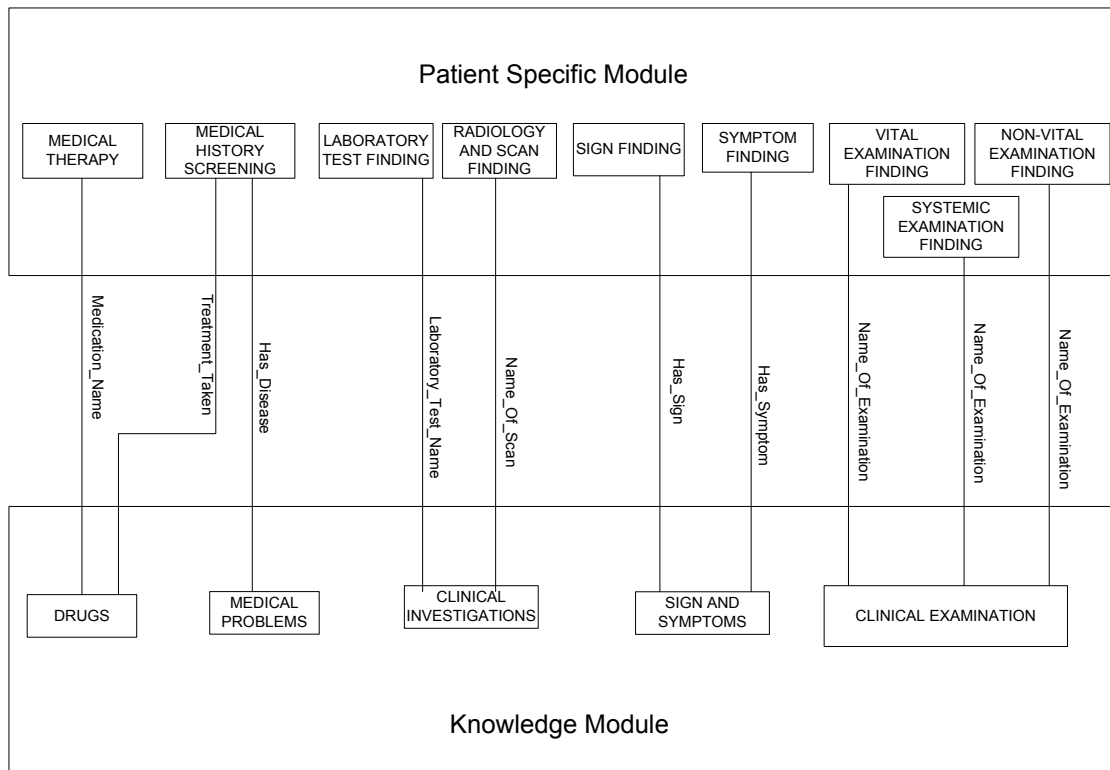 Patient Specific Module
MEDICAL
THERAPY
MEDICAL
HISTORY
SCREENING
LABORATORY
TEST FINDING
RADIOLOGY
AND SCAN
FINDING
SIGN FINDING
SYMPTOM
FINDING
VITAL
EXAMINATION
FINDING
NON-VITAL
EXAMINATION
FINDING
SYSTEMIC
EXAMINATION
FINDING
Medication_Name
Treatment_Taken
Has_Disease
Laboratory_Test_Name
Name_Of_Scan
Has_Sign
Has_Symptom
Name_Of_Examination
Name_Of_Examination
Name_Of_Examination
DRUGS
MEDICAL
PROBLEMS
CLINICAL
INVESTIGATIONS
SIGN AND
SYMPTOMS
CLINICAL EXAMINATION
Knowledge Module